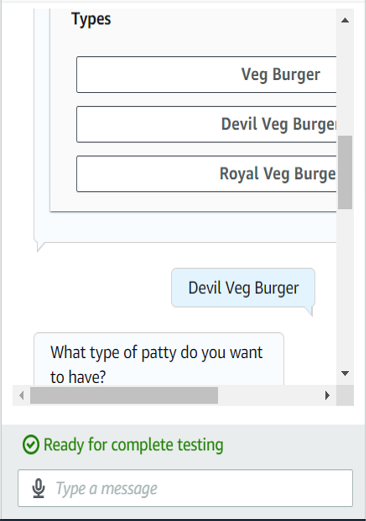 Types
Veg Burger
Devil Veg Burger
Royal Veg Burge
Devil Veg Burger
What type of patty do you want
to have?
Ready for complete testing
Type a message